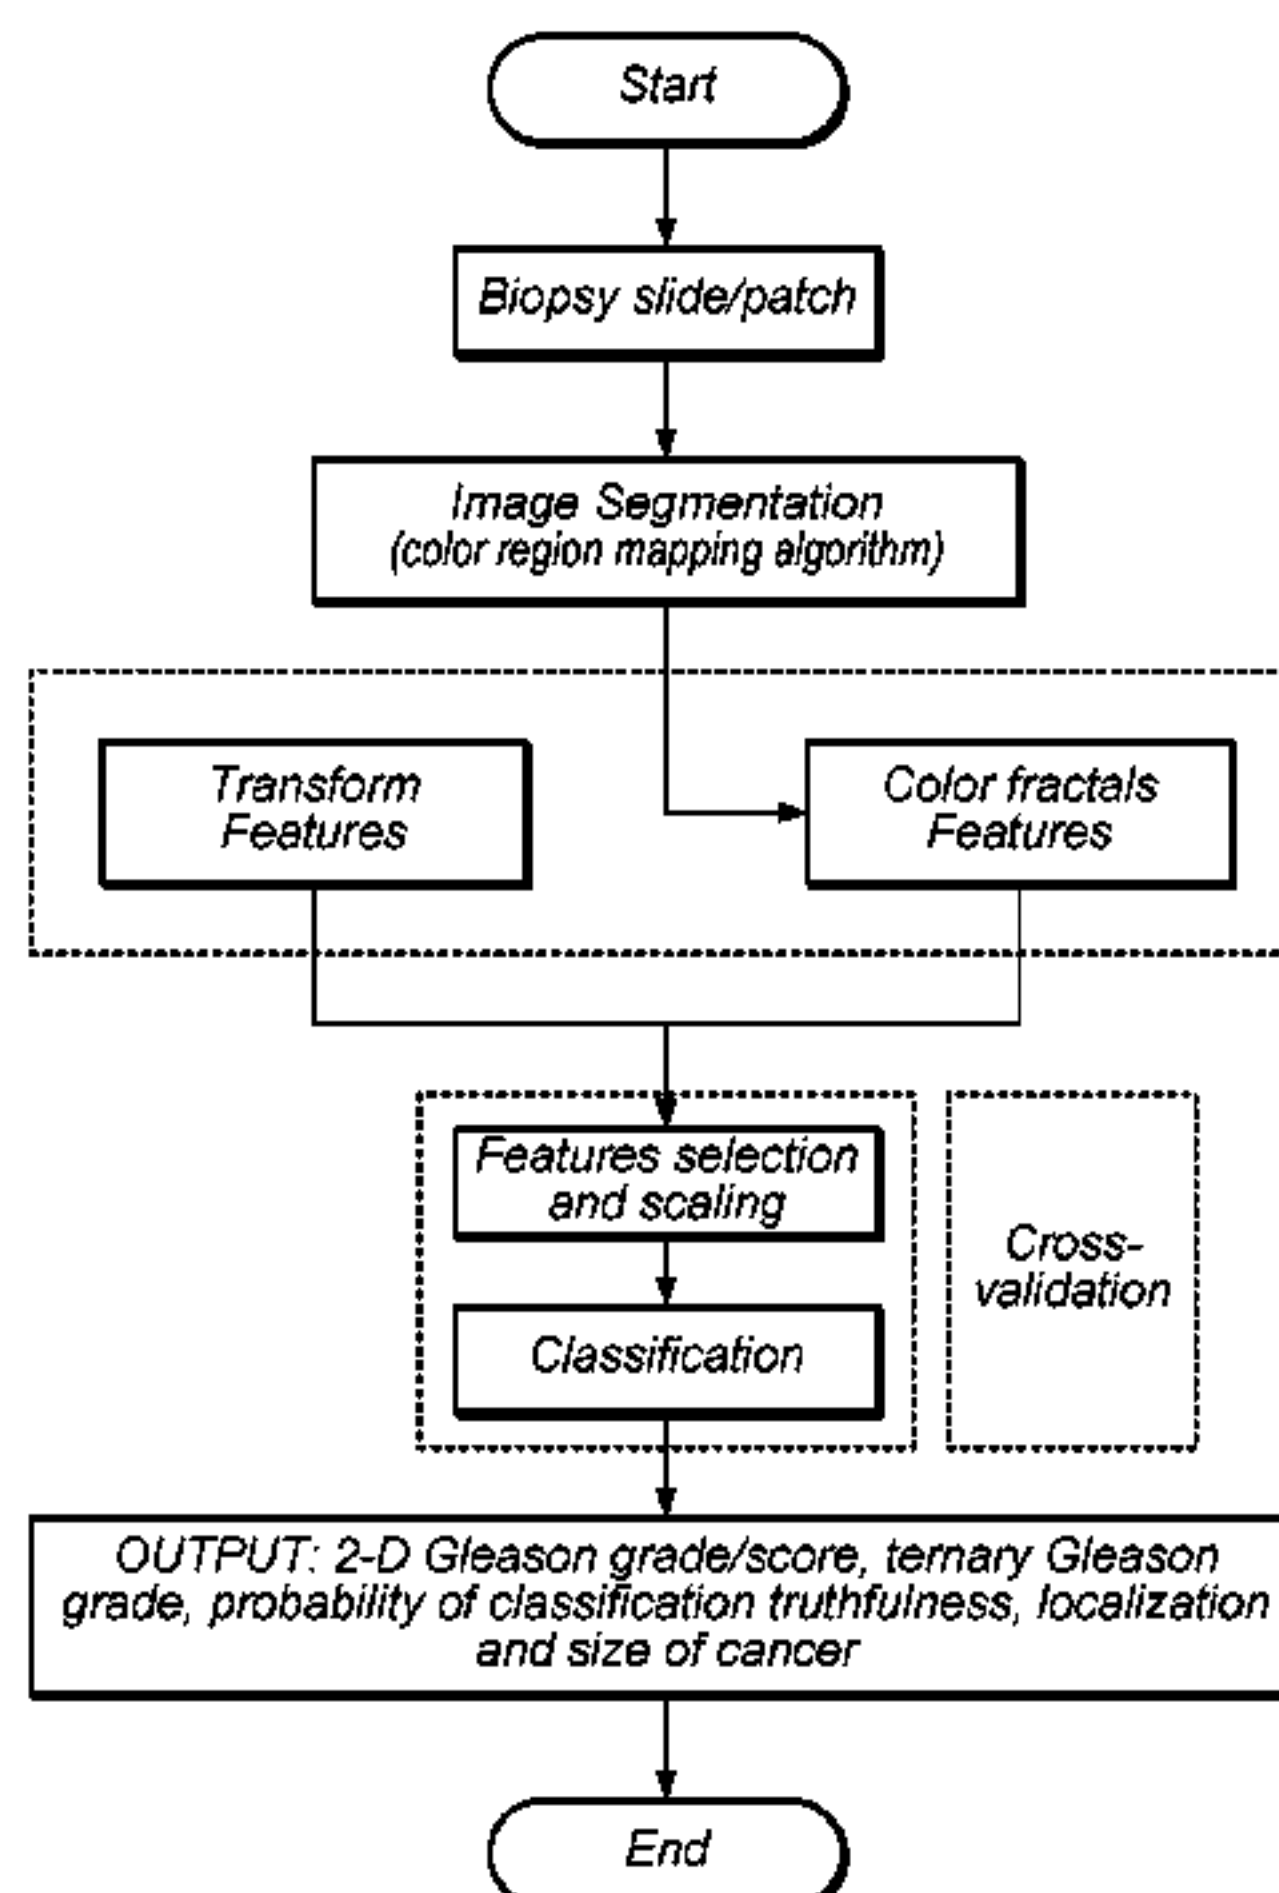 Start
Biopsy slide/patch
Image Segmentation
(color region mapping algorithm)
Transform
Features
Color fractals
Features
Features selection
and scaling
Classification
Cross-
validation
OUTPUT: 2-D Gleason grade/score, ternary Gleason
grade, probability of classification truthfulness, localization
and size of cancer
End